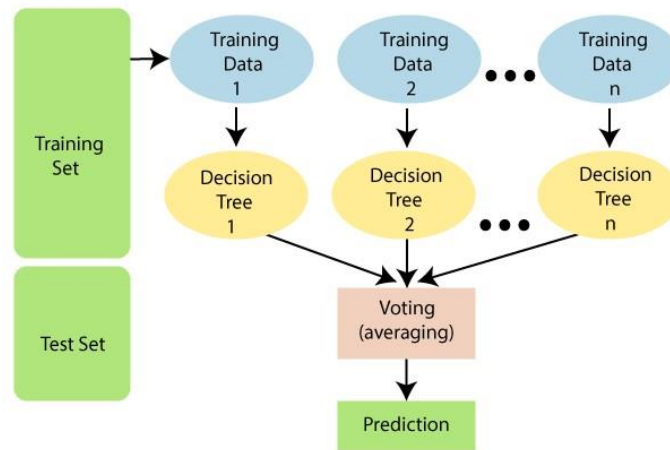 Training
Set
Test Set
Training
Data
1
Training
Data
2
Training
Data
n
Decision
Tree
1
Decision
Tree
2
Decision
Tree
n
Voting
(averaging)
Prediction